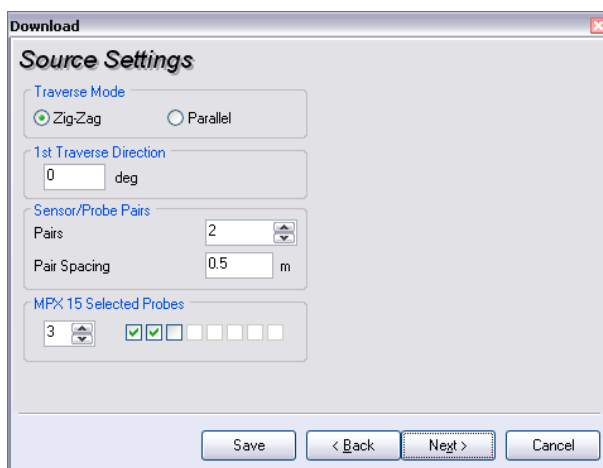 Download
Source Settings
Traverse Mode
Zig-Zag Parallel
1st Traverse Direction
0 deg
Sensor/Probe Pairs
Pairs 2
Pair Spacing 0.5 m
MPX 15 Selected Probes
3
Save < Back Next > Cancel